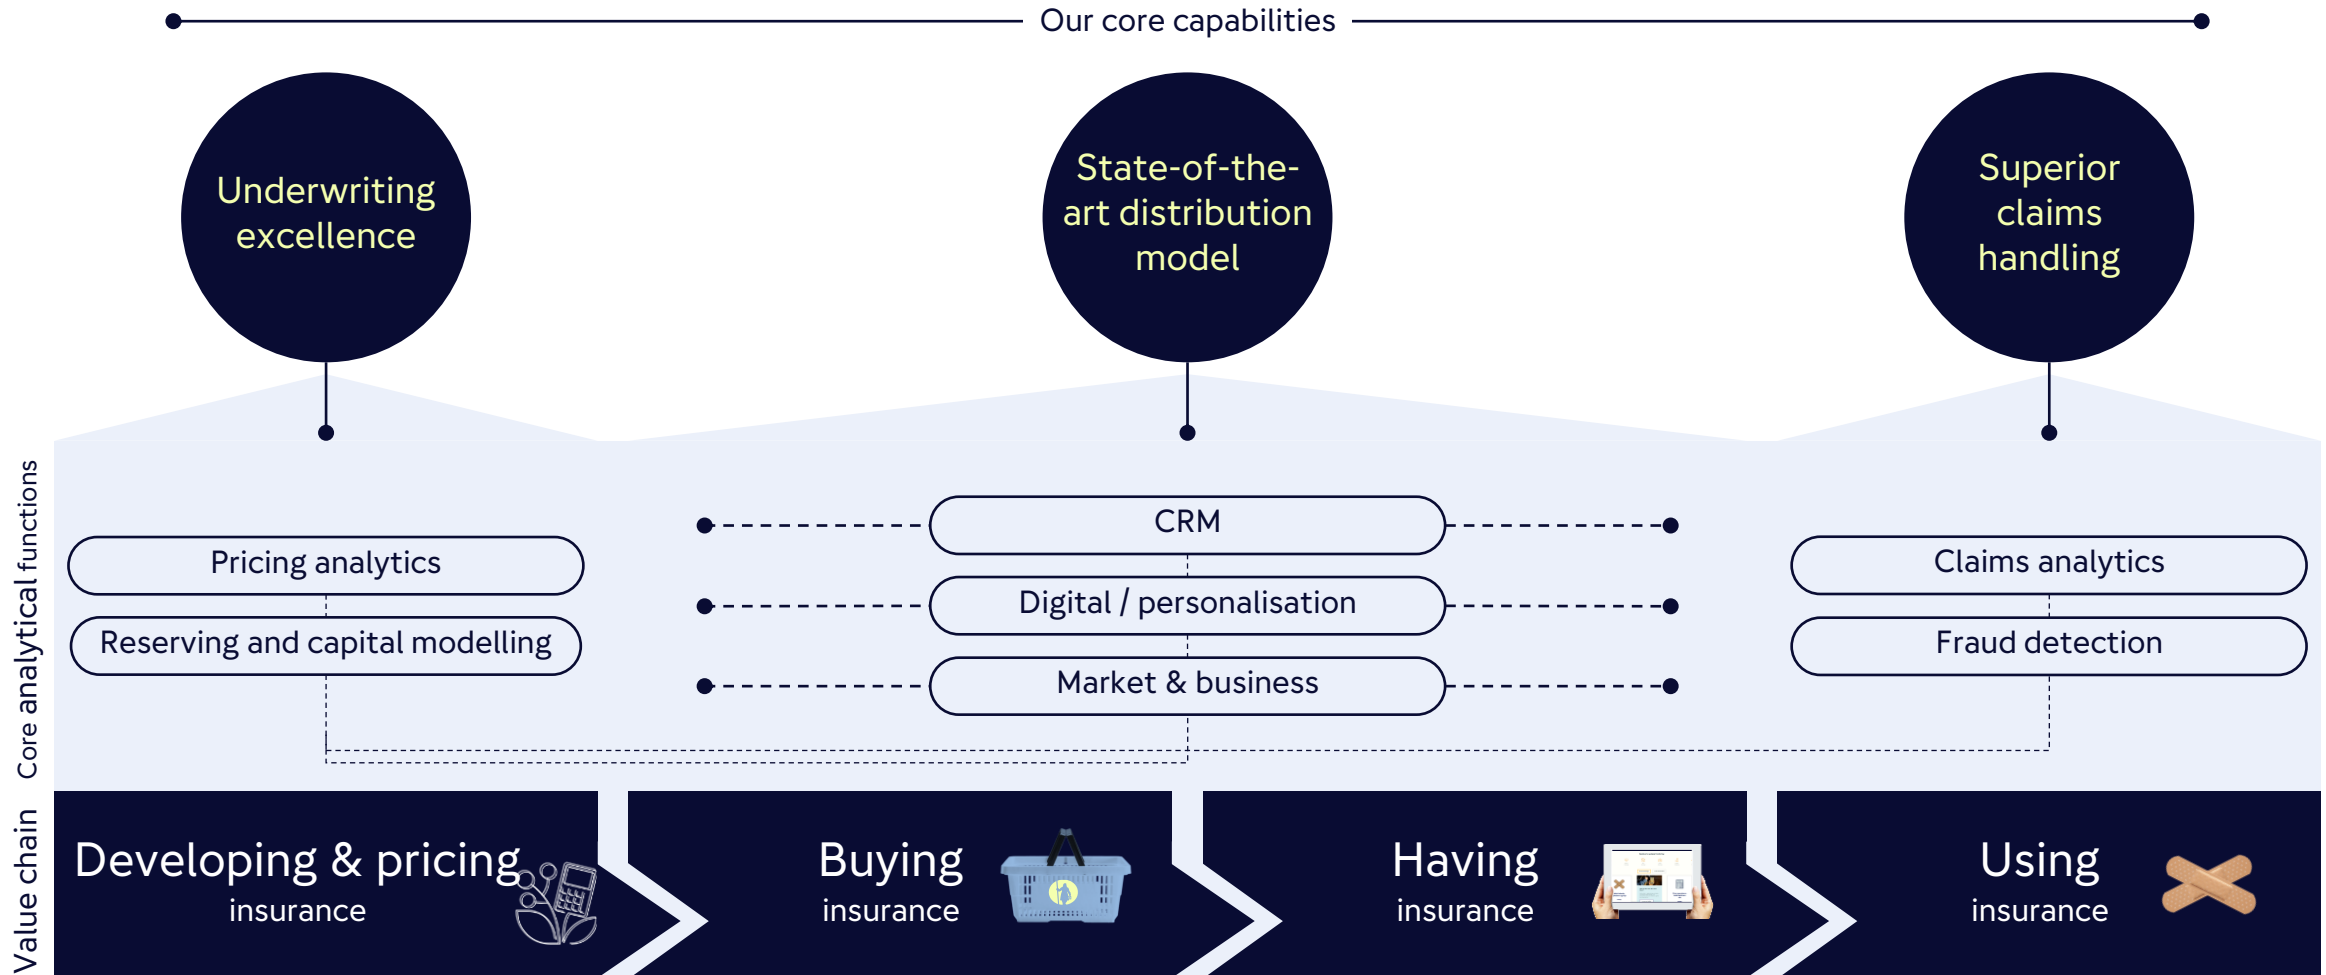 Our core capabilities
Underwriting
excellence
State-of-the-
art distribution
model
Superior
claims
handling
Core analytical functions
Pricing analytics
Reserving and capital modelling
CRM
Digital / personalisation
Market & business
Claims analytics
Fraud detection
Value chain
Developing & pricing
insurance
Buying
insurance
Having
insurance
Using
insurance